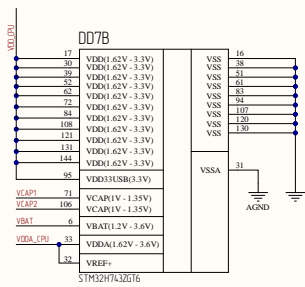 VDD_CPU
DD7B
17 VDD(1.62V - 3.3V) VSS 16
30 VDD(1.62V - 3.3V) VSS 38
39 VDD(1.62V - 3.3V) VSS 51
52 VDD(1.62V - 3.3V) VSS 61
62 VDD(1.62V - 3.3V) VSS 83
72 VDD(1.62V - 3.3V) VSS 94
84 VDD(1.62V - 3.3V) VSS 107
108 VDD(1.62V - 3.3V) VSS 120
121 VDD(1.62V - 3.3V) VSS 130
131 VDD(1.62V - 3.3V)
144 VDD(1.62V - 3.3V)
95 VDD33USB(3.3V) VSSA 31
VCAP1 71 VCAP(1V - 1.35V)
VCAP2 106 VCAP(1V - 1.35V)
AGND
VBAT 6 VBAT(1.2V - 3.6V)
VDDA_CPU 33 VDDA(1.62V - 3.6V)
32 VREF+
STM32H743ZGT6